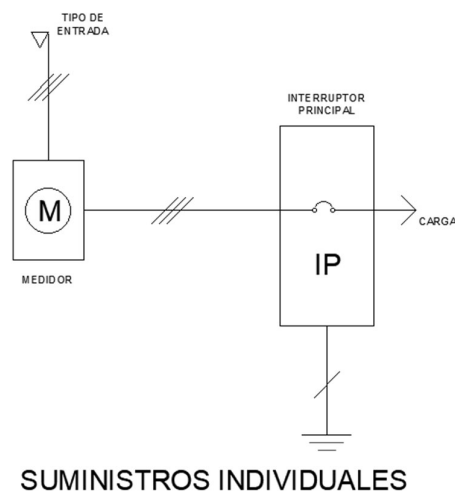 TIPO DE
ENTRADA
INTERRUPTOR
PRINCIPAL
M
CARGA
IP
MEDIDOR
SUMINISTROS INDIVIDUALES